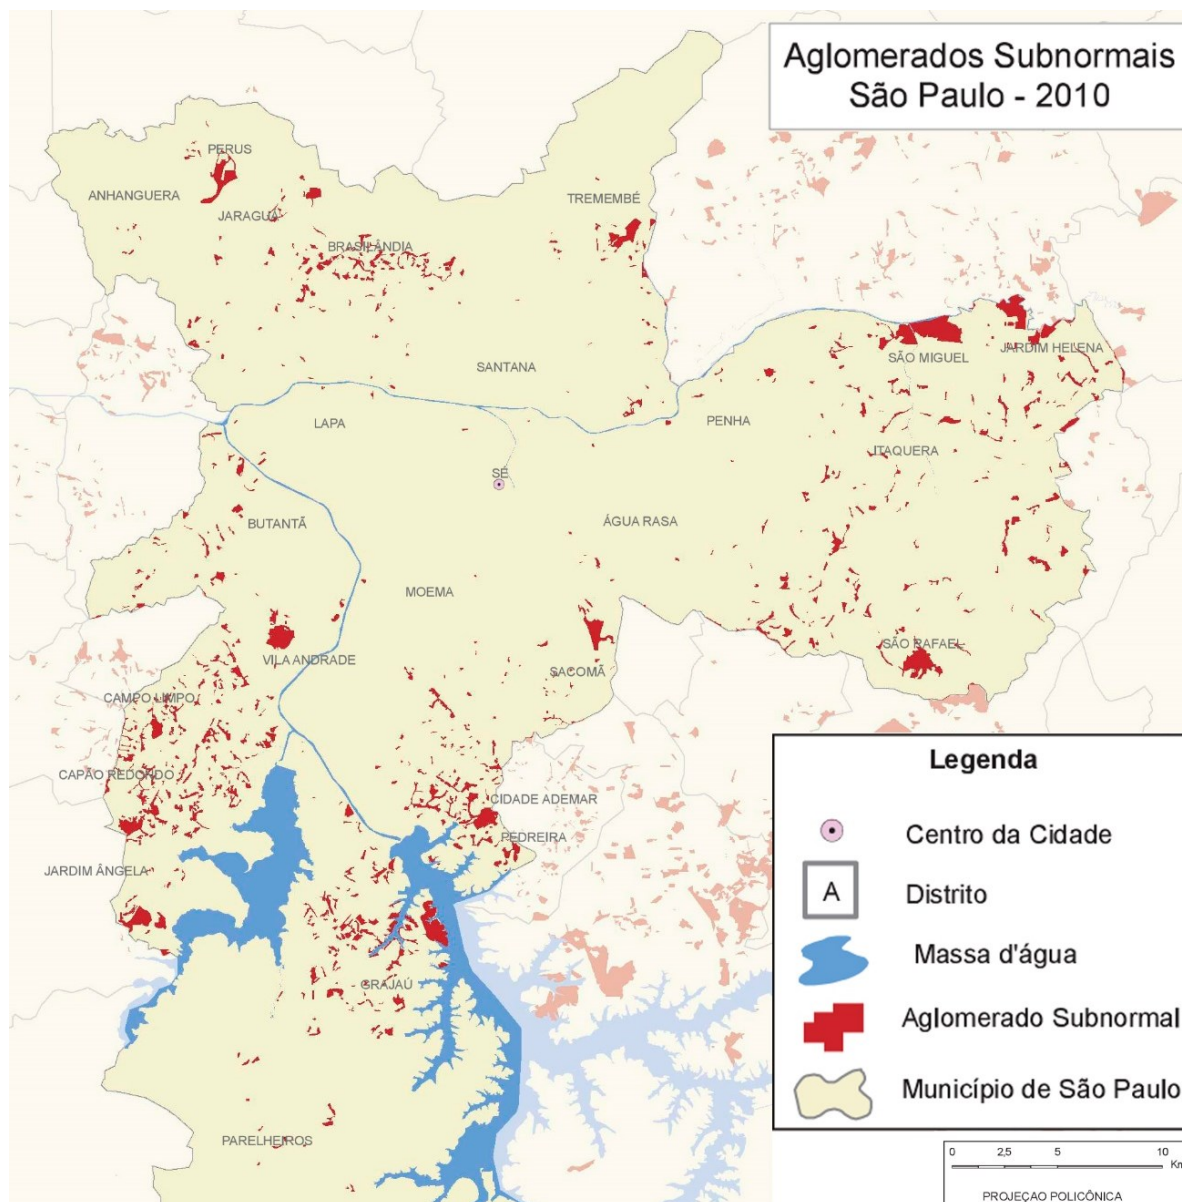 Aglomerados Subnormais
São Paulo - 2010
PERUS
ANHANGUERA
JARAGUÁ
TREMEMBÉ
BRASILÂNDIA
SÃO MIGUEL
JARDIM HELENA
SANTANA
LAPA
PENHA
ITAQUERA
SÉ
BUTANTÃ
ÁGUA RASA
MOEMA
SÃO RAFAEL
VILA ANDRADE
SACOMÃ
CAMPO LIMPO
CAPÃO REDONDO
CIDADE ADEMAR
PEDREIRA
JARDIM ÂNGELA
GRAJAÚ
PARELHEIROS
Legenda
Centro da Cidade
A
Distrito
Massa d'água
Aglomerado Subnormal
Município de São Paulo
0 2,5 5 10
Km
PROJEÇAO POLICÔNICA